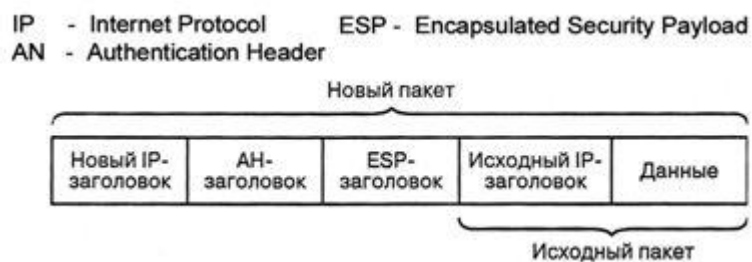 IP - Internet Protocol ESP - Encapsulated Security Payload
AN - Authentication Header
Новый пакет
Новый IP-заголовок
АН-заголовок
ESP-заголовок
Исходный IP-заголовок
Данные
Исходный пакет